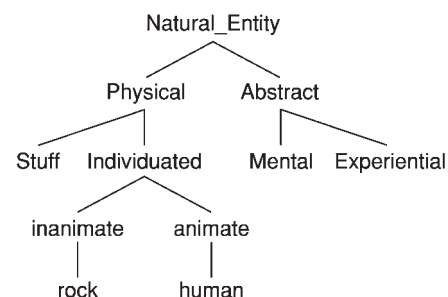 Natural_Entity
Physical Abstract
Stuff Individuated Mental Experiential
inanimate animate
rock human